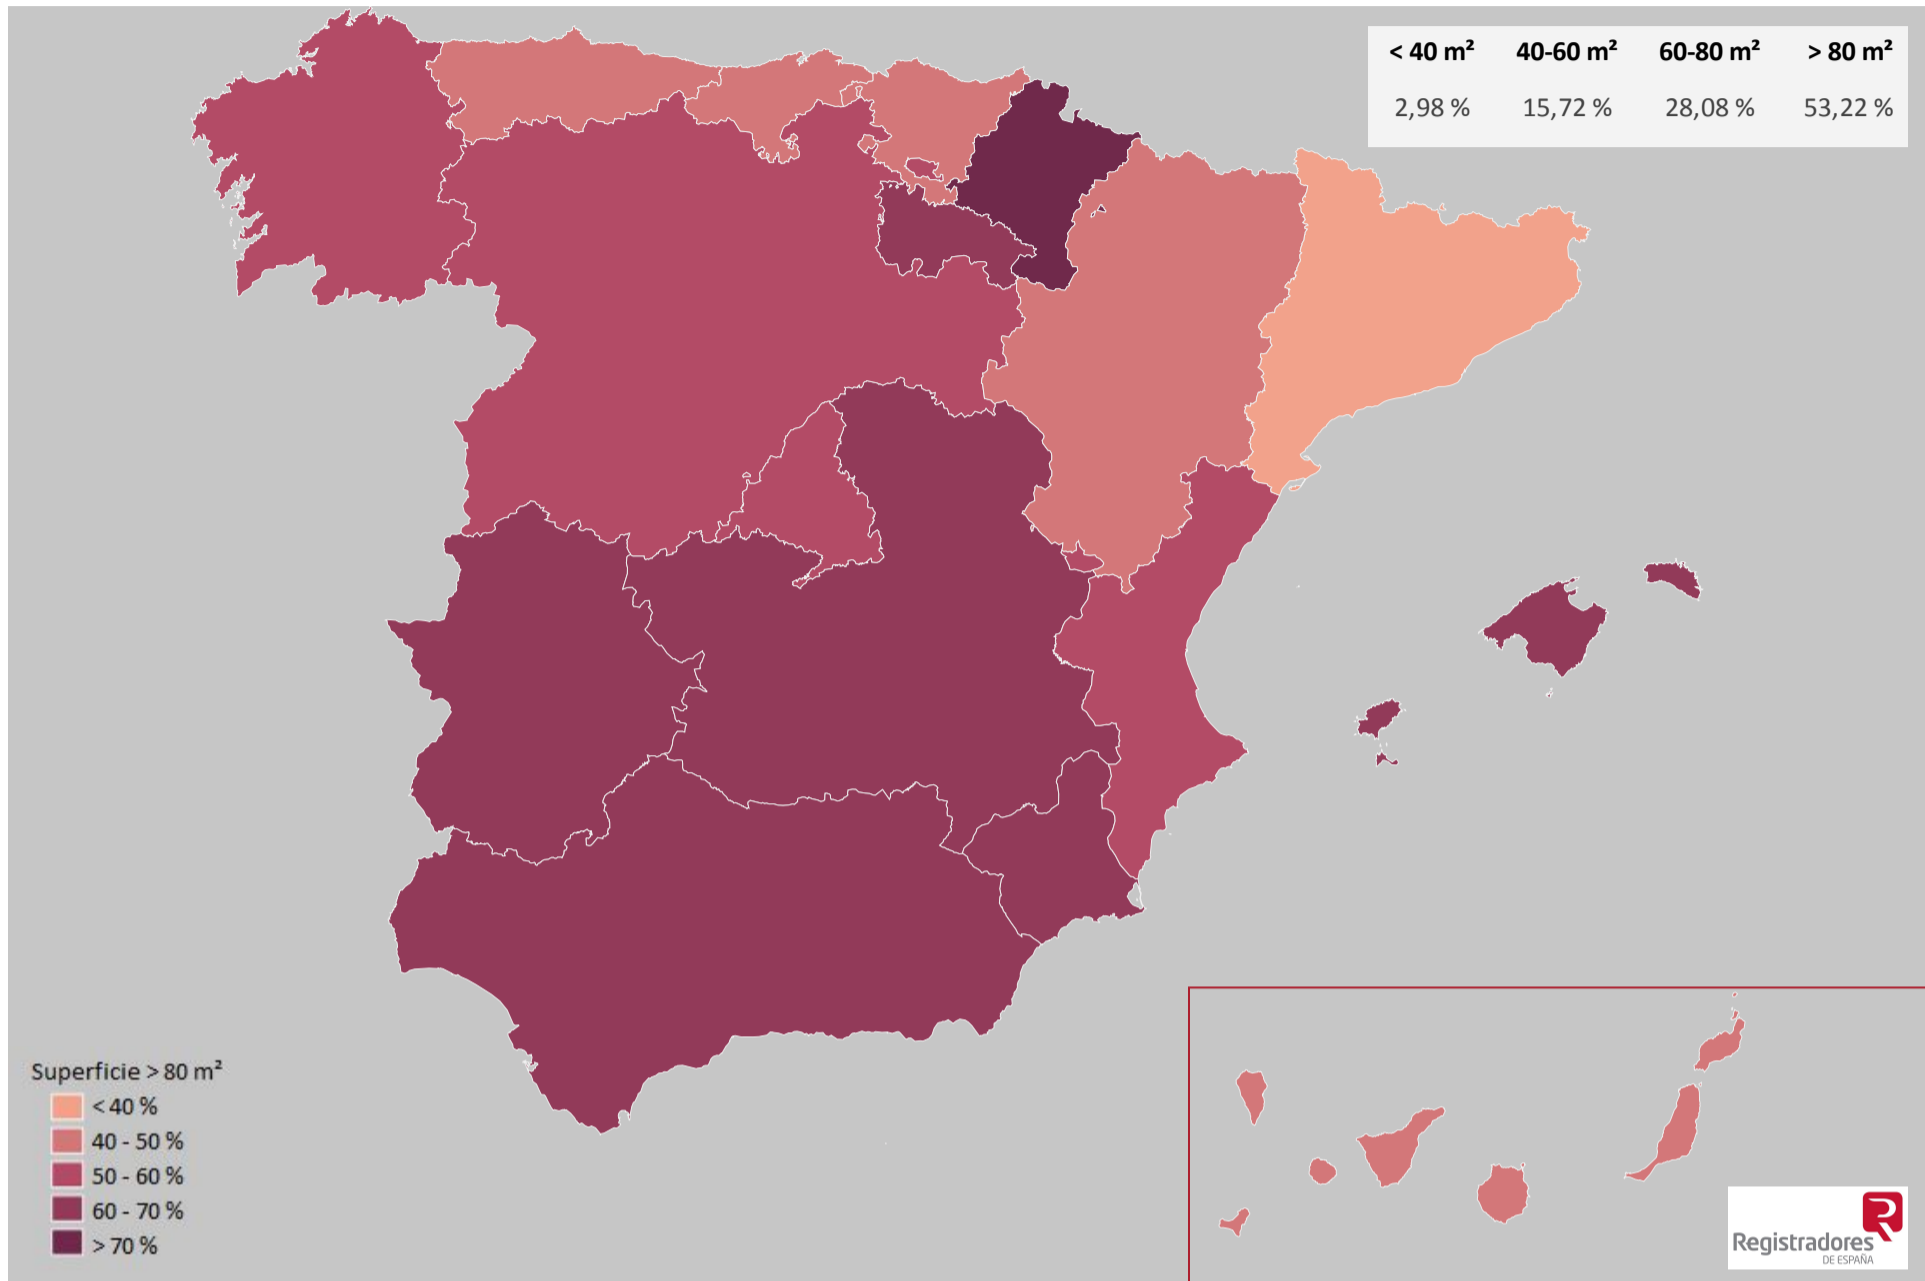 < 40 m² 40-60 m² 60-80 m² > 80 m²
2,98 % 15,72 % 28,08 % 53,22 %
Superficie > 80 m²
< 40 %
40 - 50 %
50 - 60 %
60 - 70 %
> 70 %
Registradores
DE ESPAÑA